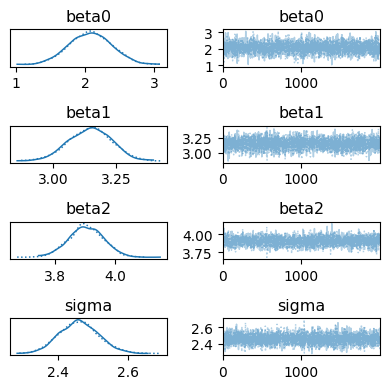 beta0 beta0
3
2
1
1 2 3 0 1000
beta1 beta1
3.25
3.00
3.00 3.25 0 1000
beta2 beta2
4.00
3.75
3.8 4.0 0 1000
sigma sigma
2.6
2.4
2.4 2.6 0 1000